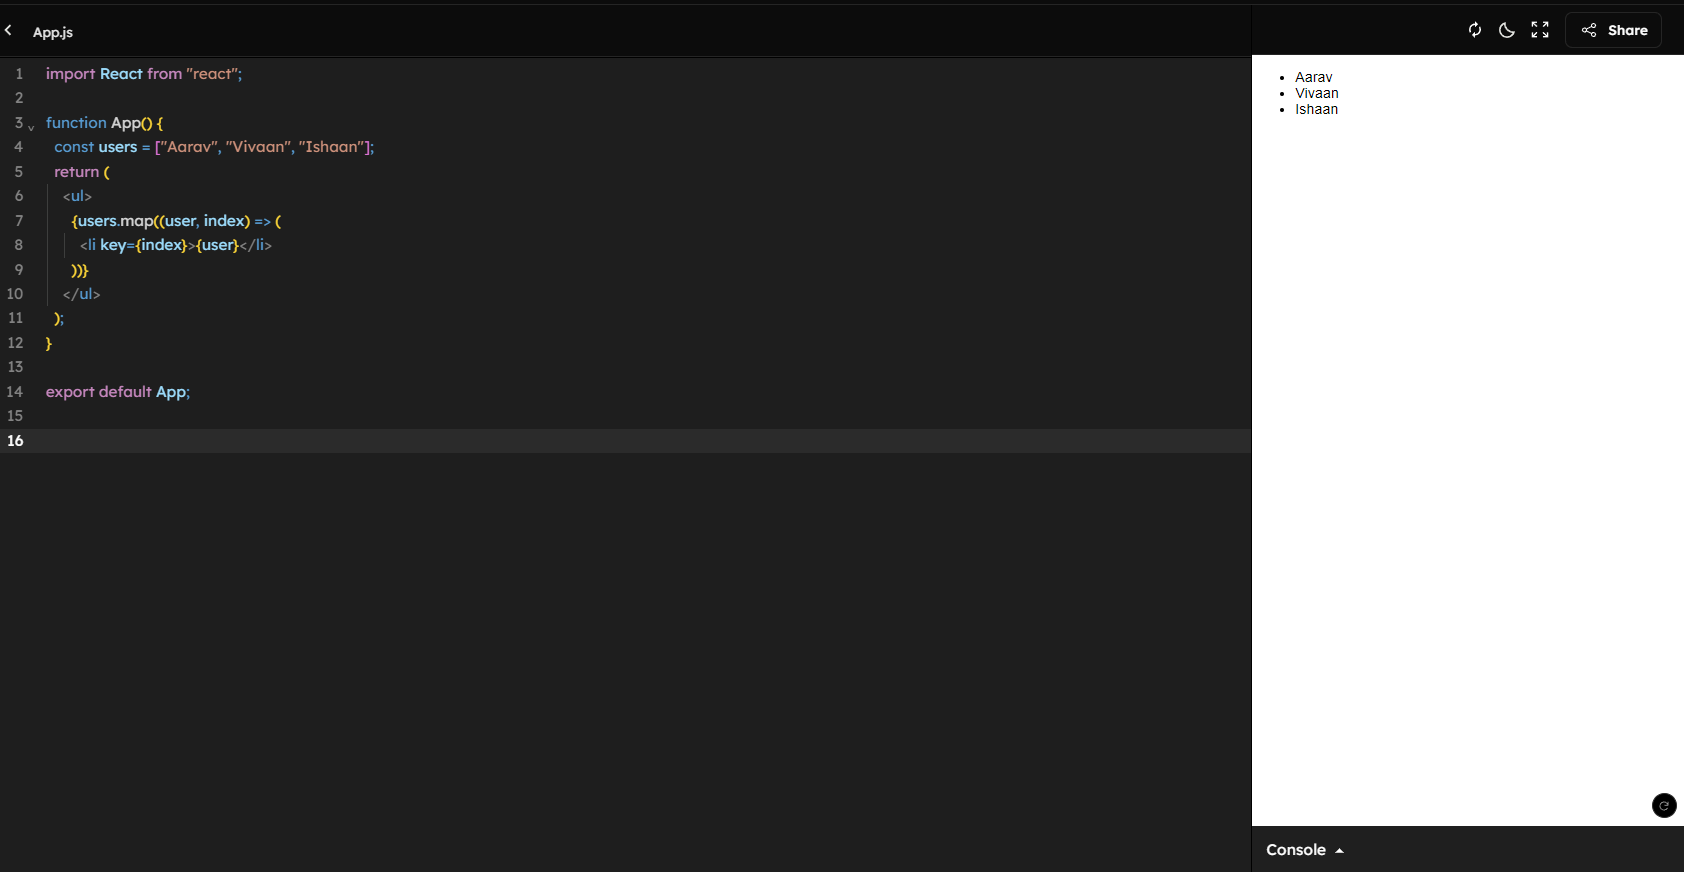 App.js
Share
1 import React from "react";
2
3 function App() {
4 const users = ["Aarav", "Vivaan", "Ishaan"];
5 return (
6 <ul>
7 {users.map((user, index) => (
8 <li key={index}>{user}</li>
9 ))}
10 </ul>
11 );
12 }
13
14 export default App;
15
16
Aarav
Vivaan
Ishaan
Console